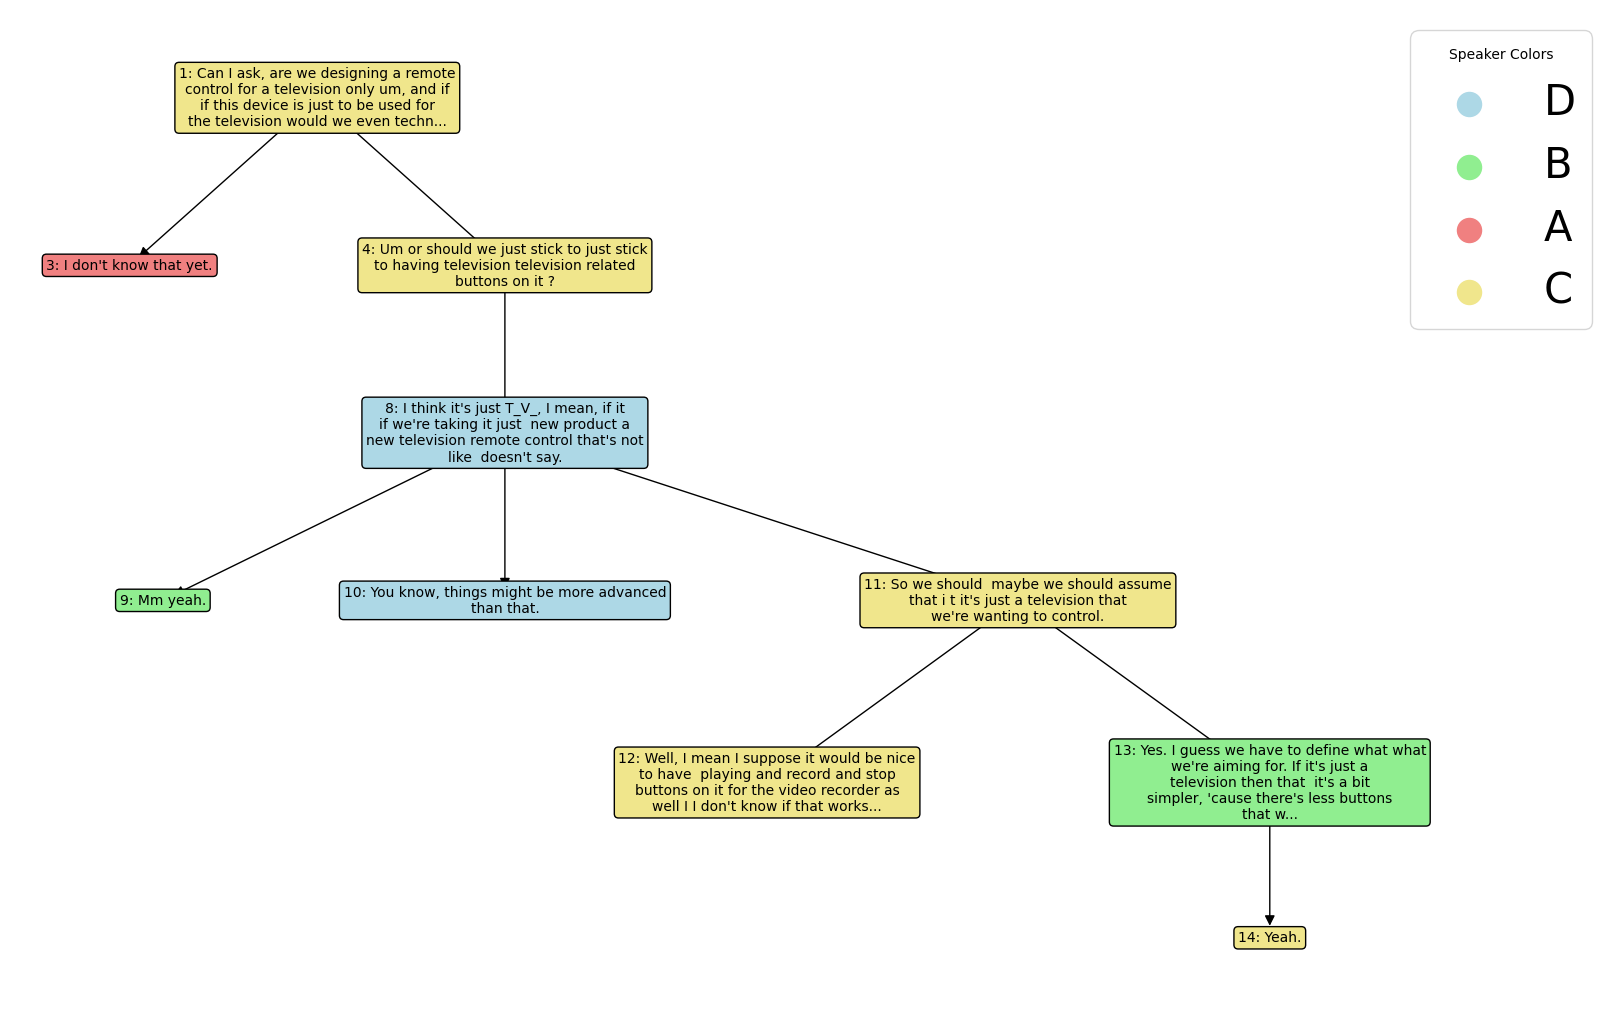 1: Can I ask, are we designing a remote
control for a television only um, and if
if this device is just to be used for
the television would we even techn...
Speaker Colors
D
B
A
C
3: I don't know that yet.
4: Um or should we just stick to just stick
to having television television related
buttons on it ?
8: I think it's just T_V_, I mean, if it
if we're taking it just  new product a
new television remote control that's not
like  doesn't say.
9: Mm yeah.
10: You know, things might be more advanced
than that.
11: So we should  maybe we should assume
that i t it's just a television that
we're wanting to control.
12: Well, I mean I suppose it would be nice
to have  playing and record and stop
buttons on it for the video recorder as
well I I don't know if that works...
13: Yes. I guess we have to define what what
we're aiming for. If it's just a
television then that  it's a bit
simpler, 'cause there's less buttons
that w...
14: Yeah.